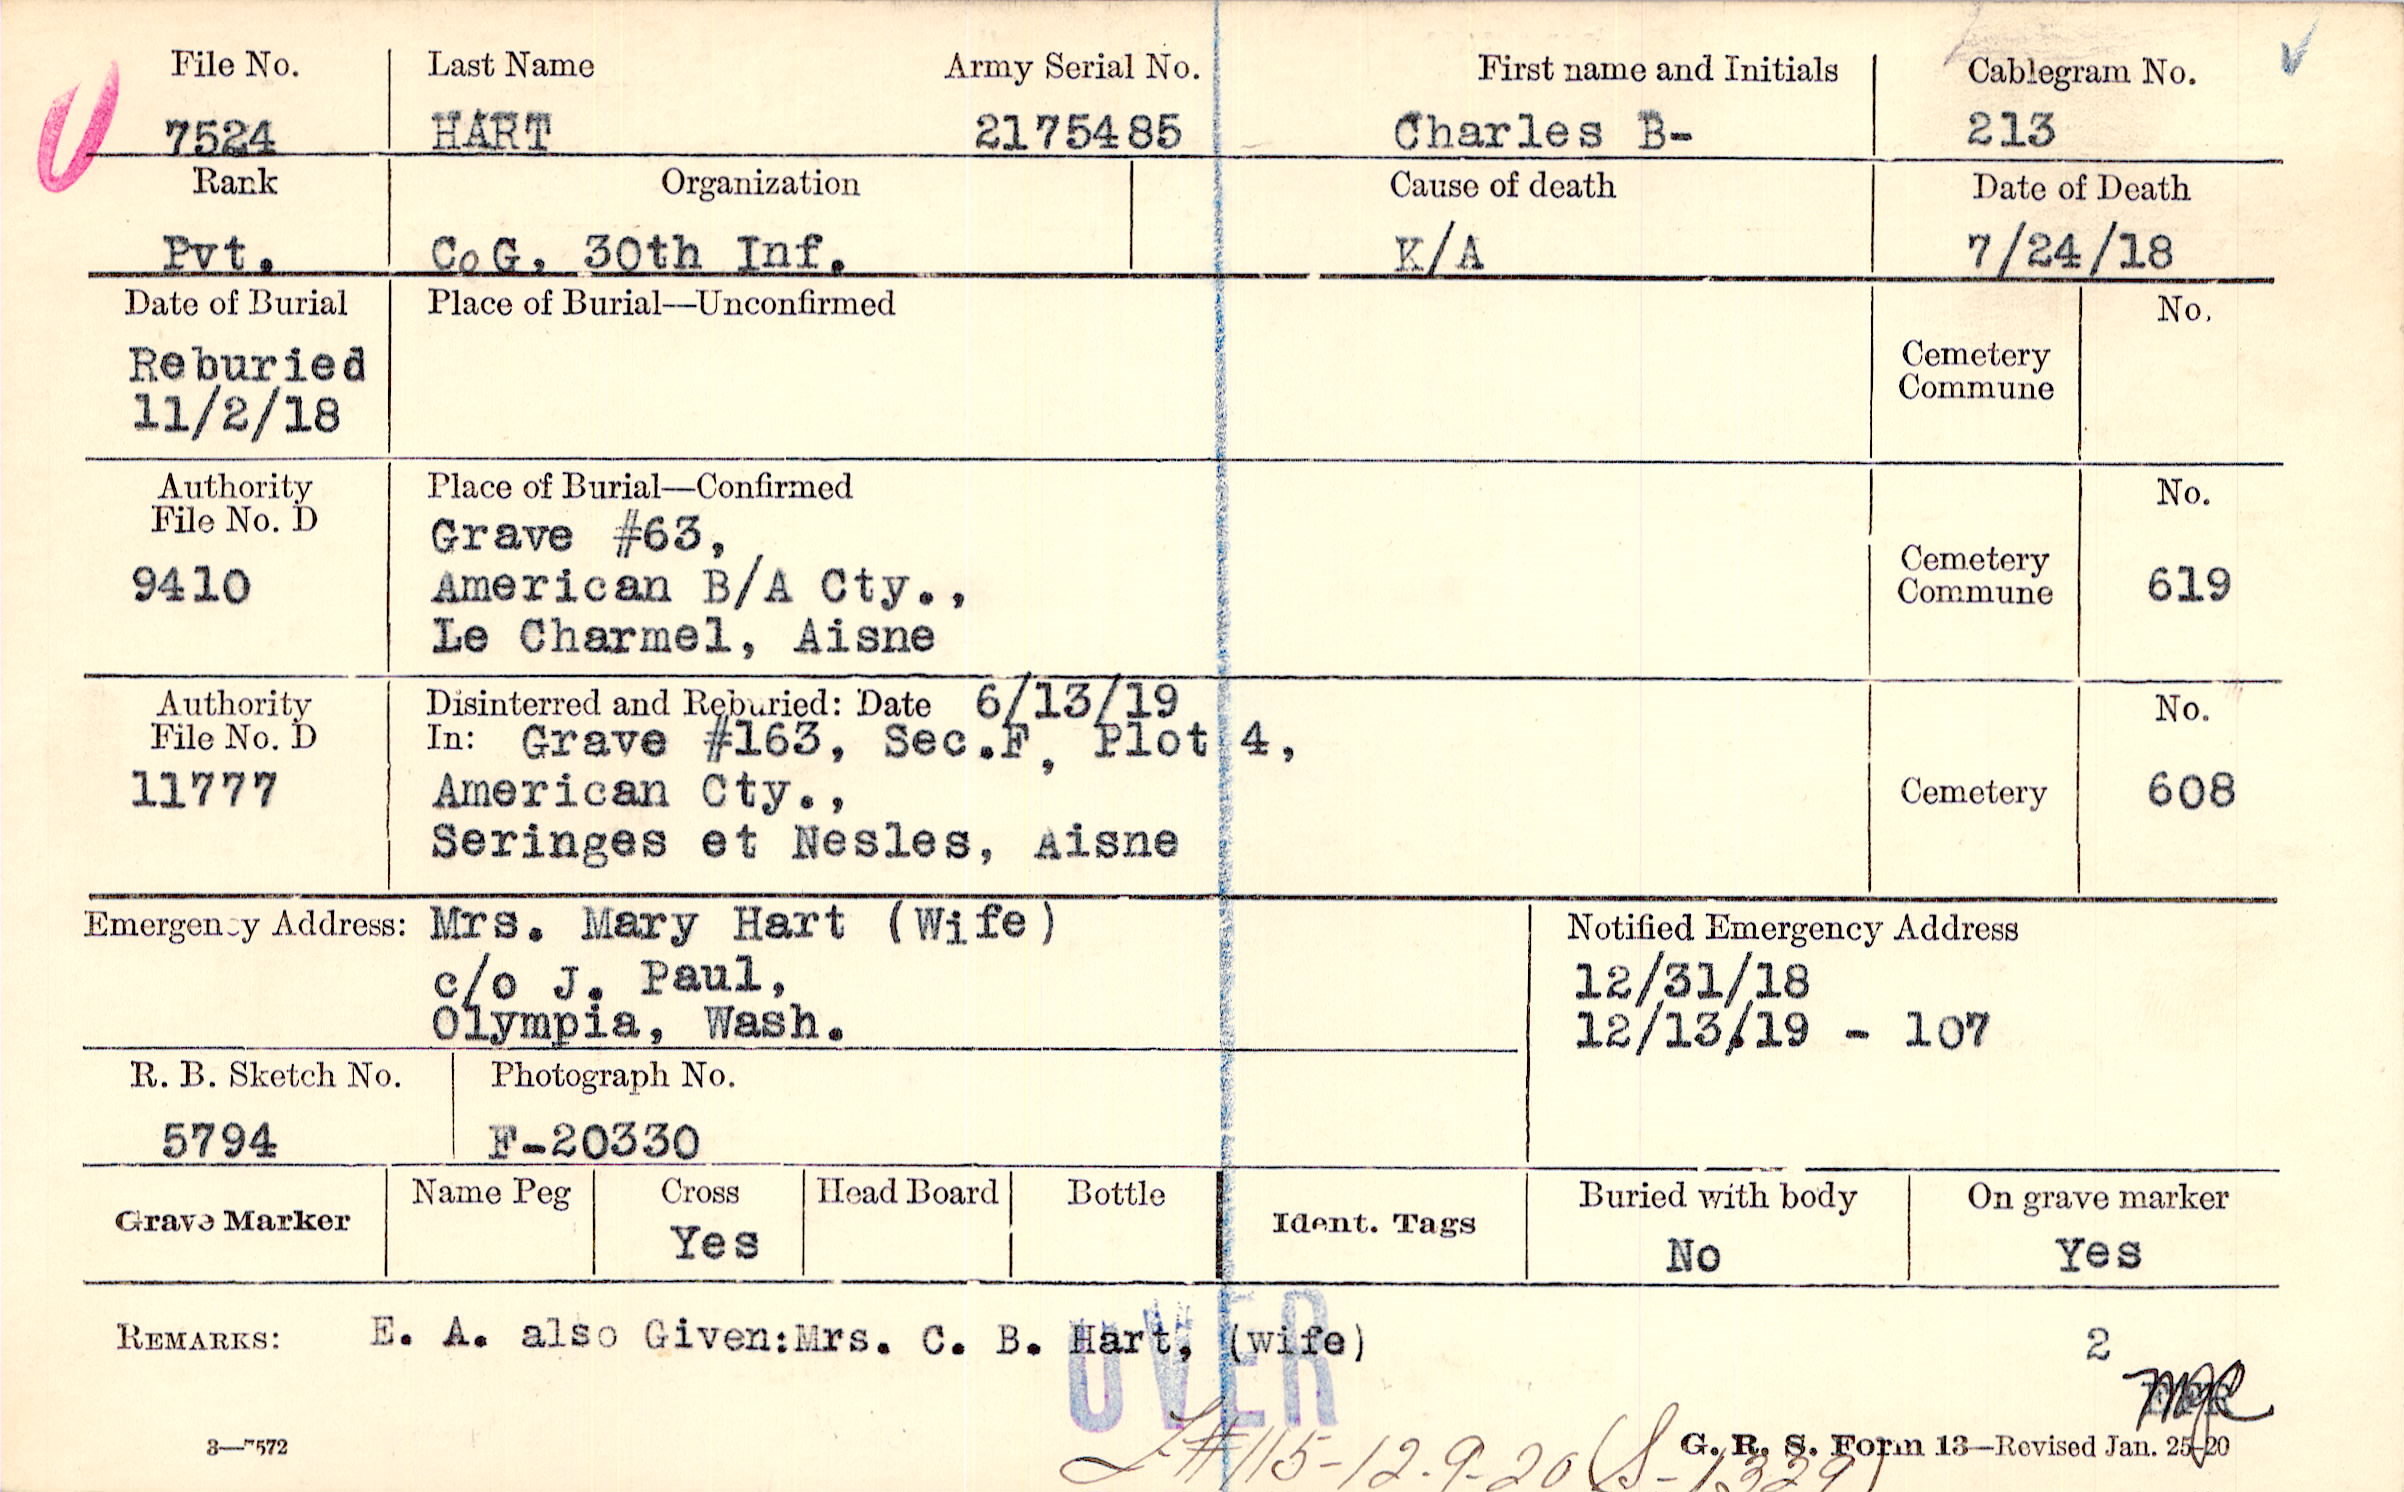 File No. Last Name Army Serial No. First name and Initials Cablegram No.
7524 HART 2175485 Charles B- 213
Rank Organization Cause of death Date of Death
Pvt. Co G, 30th Inf. K/A 7/24/18
Date of Burial Place of Burial—Unconfirmed No.
Reburied
11/2/18
Cemetery
Commune
Authority Place of Burial—Confirmed No.
File No. D
9410
Grave #63,
American B/A Cty.,
Le Charmel, Aisne
Cemetery
Commune
619
Authority Disinterred and Reburied: Date 6/13/19 No.
File No. D In: Grave #163, Sec.F, Plot 4,
11777 American Cty., Cemetery 608
Seringes et Nesles, Aisne
Emergency Address: Mrs. Mary Hart (Wife)
c/o J. Paul,
Olympia, Wash.
Notified Emergency Address
12/31/18
12/13/19 - 107
R. B. Sketch No. Photograph No.
5794 F-20330
Grave Marker Name Peg Cross Head Board Bottle Ident. Tags Buried with body On grave marker
Yes No Yes
REMARKS: E. A. also Given:Mrs. C. B. Hart, (wife) 2
OVER
3—7572 G. R. S. Form 13—Revised Jan. 25-20
#115-12-9-20 (S-1329)